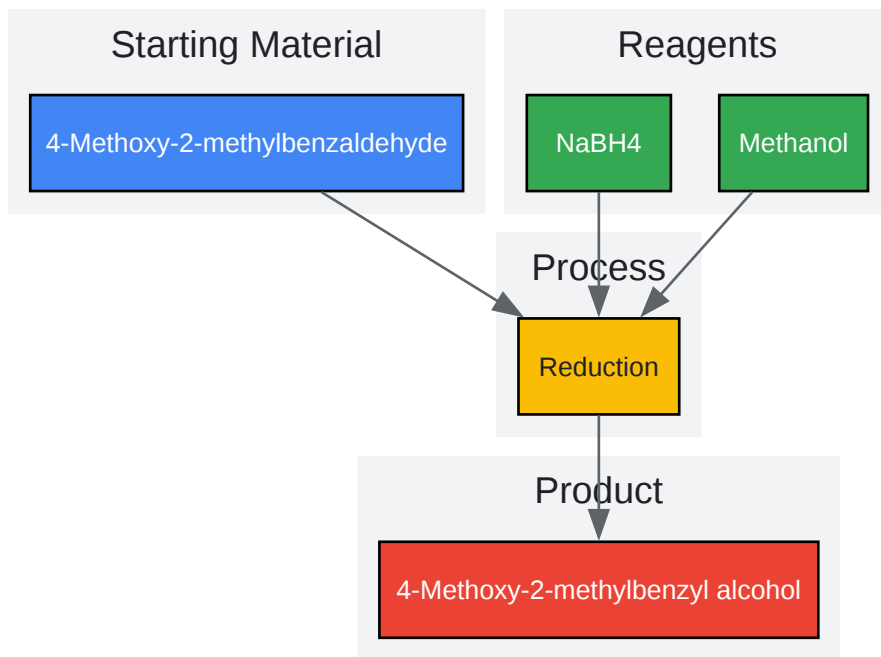 Starting Material
Reagents
4-Methoxy-2-methylbenzaldehyde
NaBH4
Methanol
Process
Reduction
Product
4-Methoxy-2-methylbenzyl alcohol